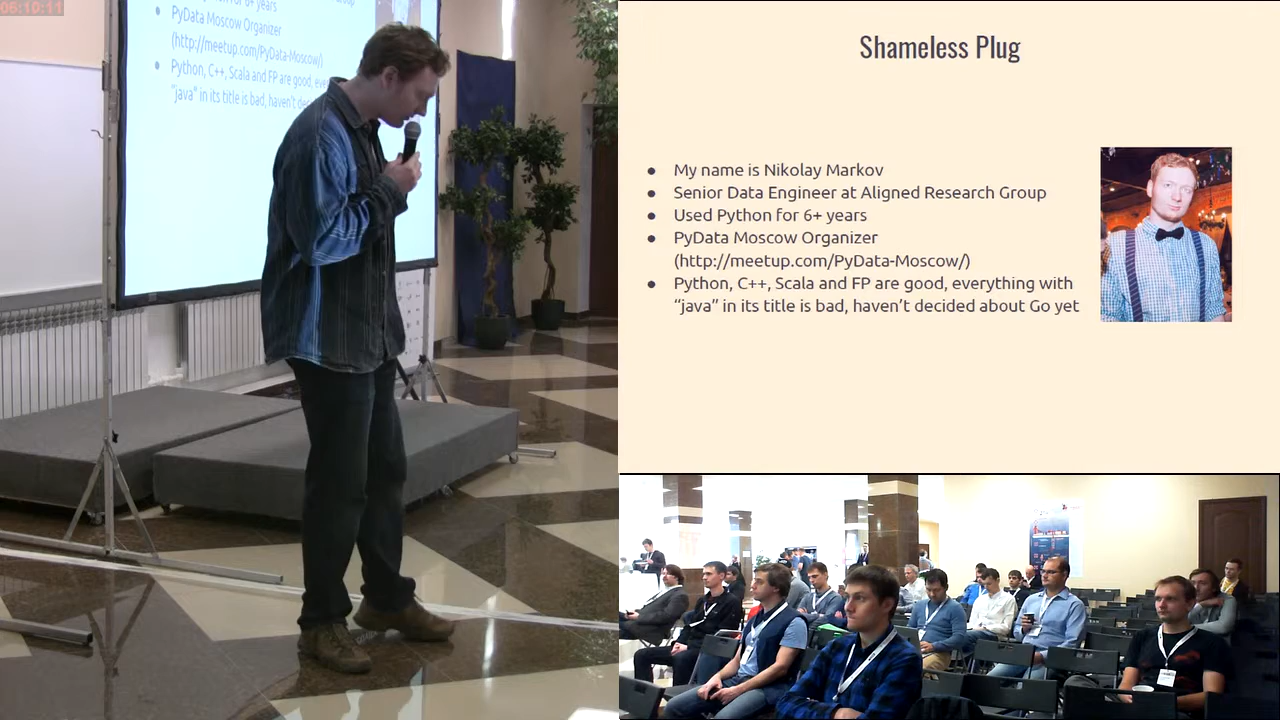 06:10:11
for 6+ years
PyData Moscow Organizer
(http://meetup.com/PyData-Moscow/)
Python, C++, Scala and FP are good,
"java" in its title is bad, haven't
Shameless Plug
My name is Nikolay Markov
Senior Data Engineer at Aligned Research Group
Used Python for 6+ years
PyData Moscow Organizer
(http://meetup.com/PyData-Moscow/)
Python, C++, Scala and FP are good, everything with
“java” in its title is bad, haven’t decided about Go yet